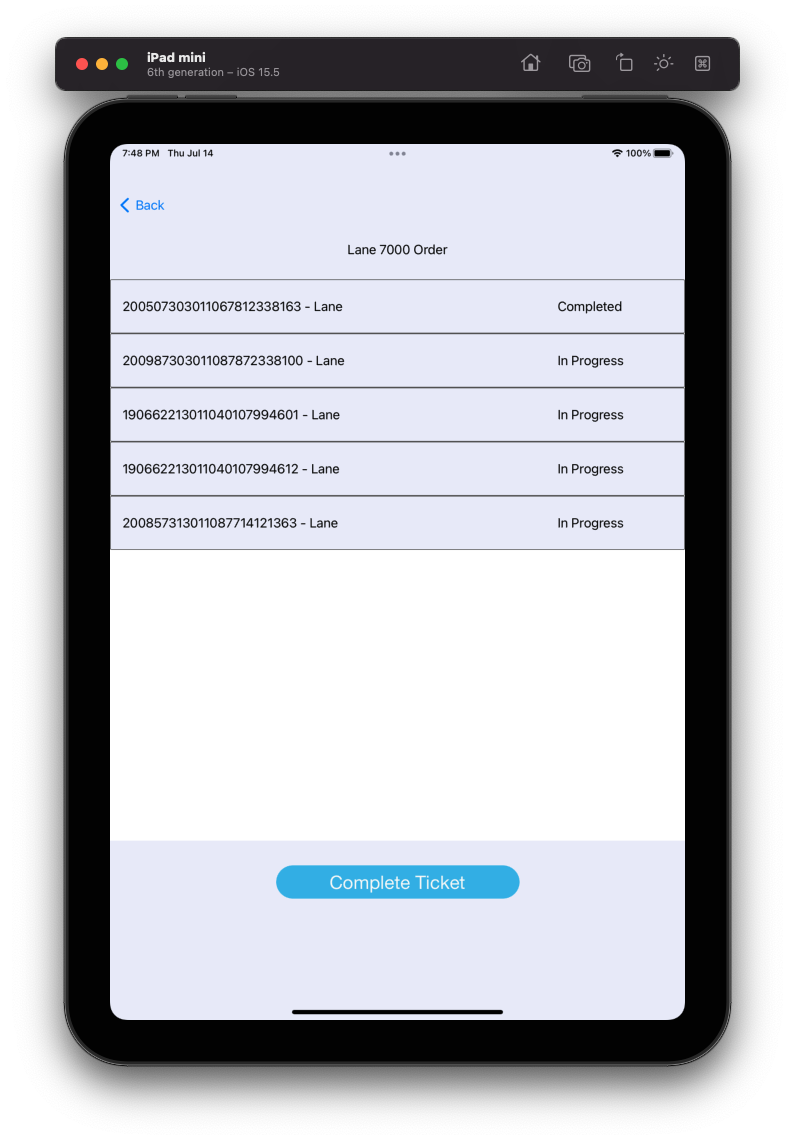 iPad mini
6th generation – iOS 15.5
7:48 PM Thu Jul 14
100%
Back
Lane 7000 Order
200507303011067812338163 - Lane Completed
200987303011087872338100 - Lane In Progress
190662213011040107994601 - Lane In Progress
190662213011040107994612 - Lane In Progress
200857313011087714121363 - Lane In Progress
Complete Ticket